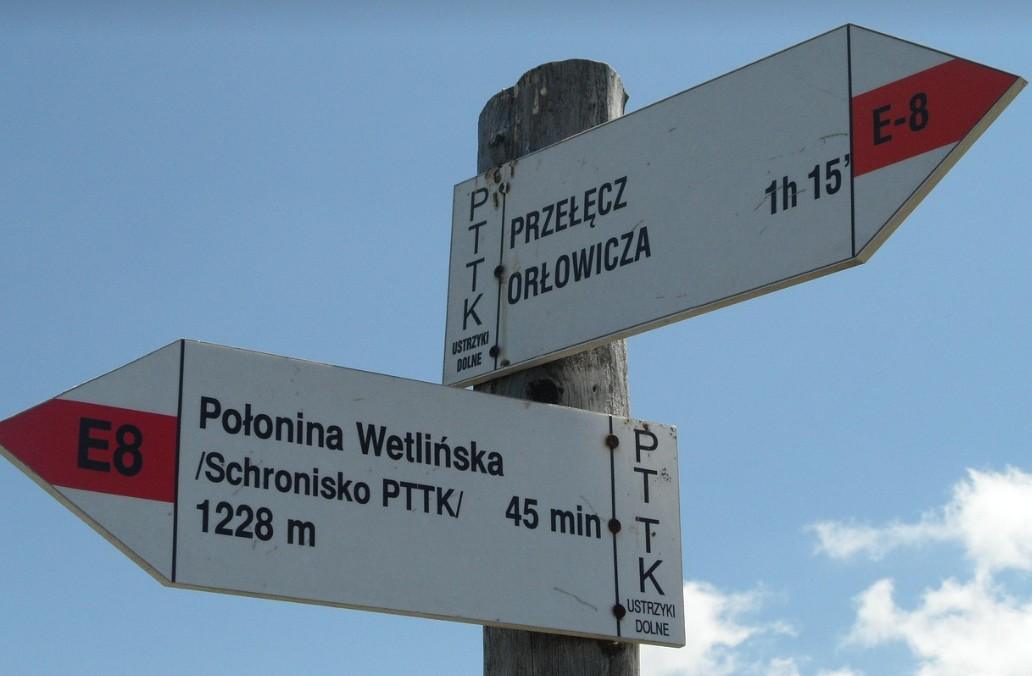 PTTK
USTRZYKI
DOLNE
PRZEŁĘCZ
ORŁOWICZA
1h 15’
E-8
E8
Połonina Wetlińska
/Schronisko PTTK/
1228 m
45 min
PTTK
USTRZYKI
DOLNE